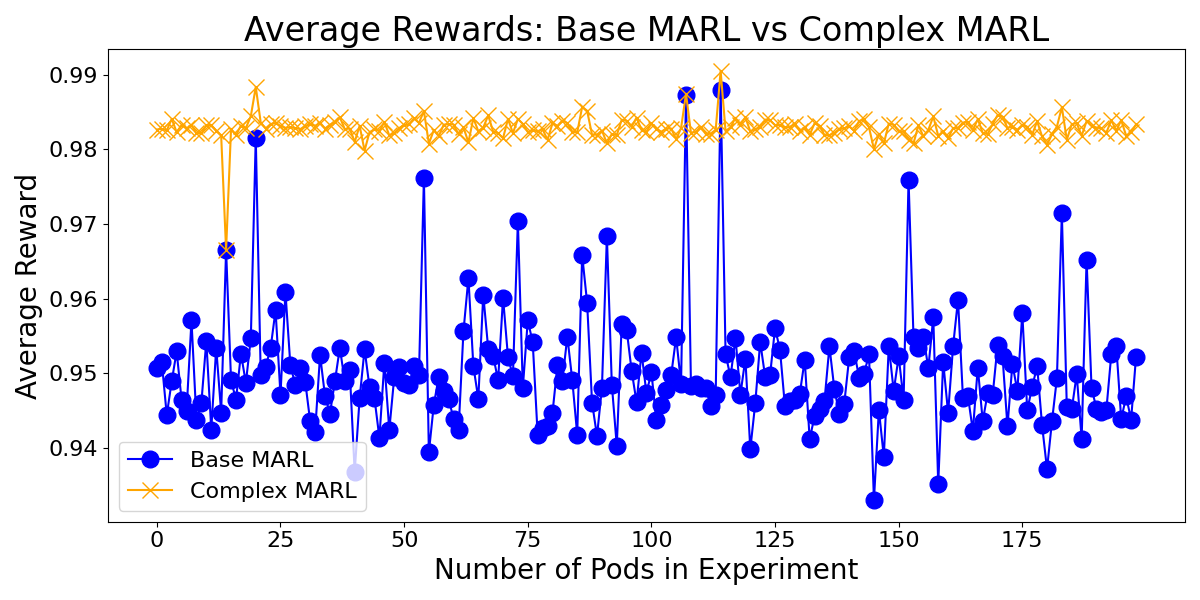 Average Rewards: Base MARL vs Complex MARL
Average Reward
0.99
0.98
0.97
0.96
0.95
0.94
Base MARL
Complex MARL
0 25 50 75 100 125 150 175
Number of Pods in Experiment